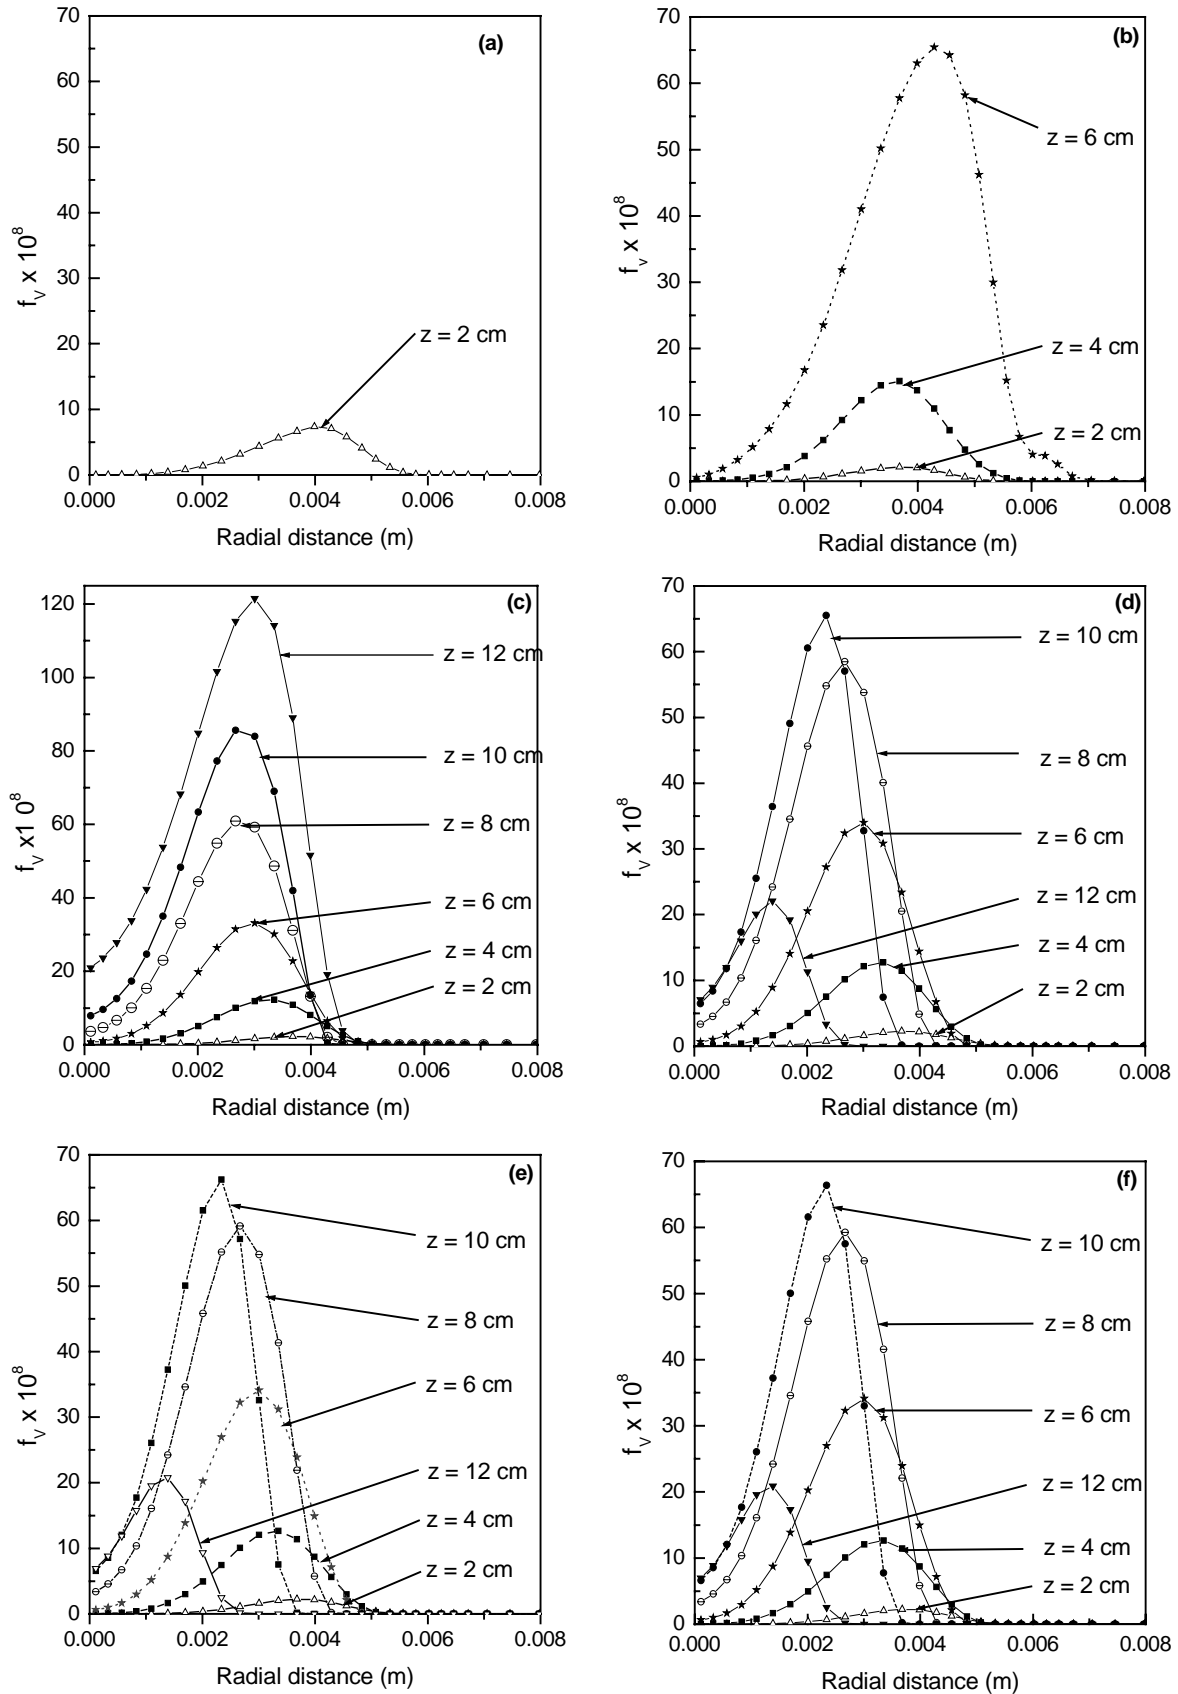 (a)
70
60
50
40
30
20
10
0
f_v x 10^8
z = 2 cm
0.000 0.002 0.004 0.006 0.008
Radial distance (m)
(b)
70
60
50
40
30
20
10
0
f_v x 10^8
z = 6 cm
z = 4 cm
z = 2 cm
0.000 0.002 0.004 0.006 0.008
Radial distance (m)
(c)
120
100
80
60
40
20
0
f_v x1 0^8
z = 12 cm
z = 10 cm
z = 8 cm
z = 6 cm
z = 4 cm
z = 2 cm
0.000 0.002 0.004 0.006 0.008
Radial distance (m)
(d)
70
60
50
40
30
20
10
0
f_v x 10^8
z = 10 cm
z = 8 cm
z = 6 cm
z = 12 cm
z = 4 cm
z = 2 cm
0.000 0.002 0.004 0.006 0.008
Radial distance (m)
(e)
70
60
50
40
30
20
10
0
f_v x 10^8
z = 10 cm
z = 8 cm
z = 6 cm
z = 12 cm
z = 4 cm
z = 2 cm
0.000 0.002 0.004 0.006 0.008
Radial distance (m)
(f)
70
60
50
40
30
20
10
0
f_v x 10^8
z = 10 cm
z = 8 cm
z = 6 cm
z = 12 cm
z = 4 cm
z = 2 cm
0.000 0.002 0.004 0.006 0.008
Radial distance (m)